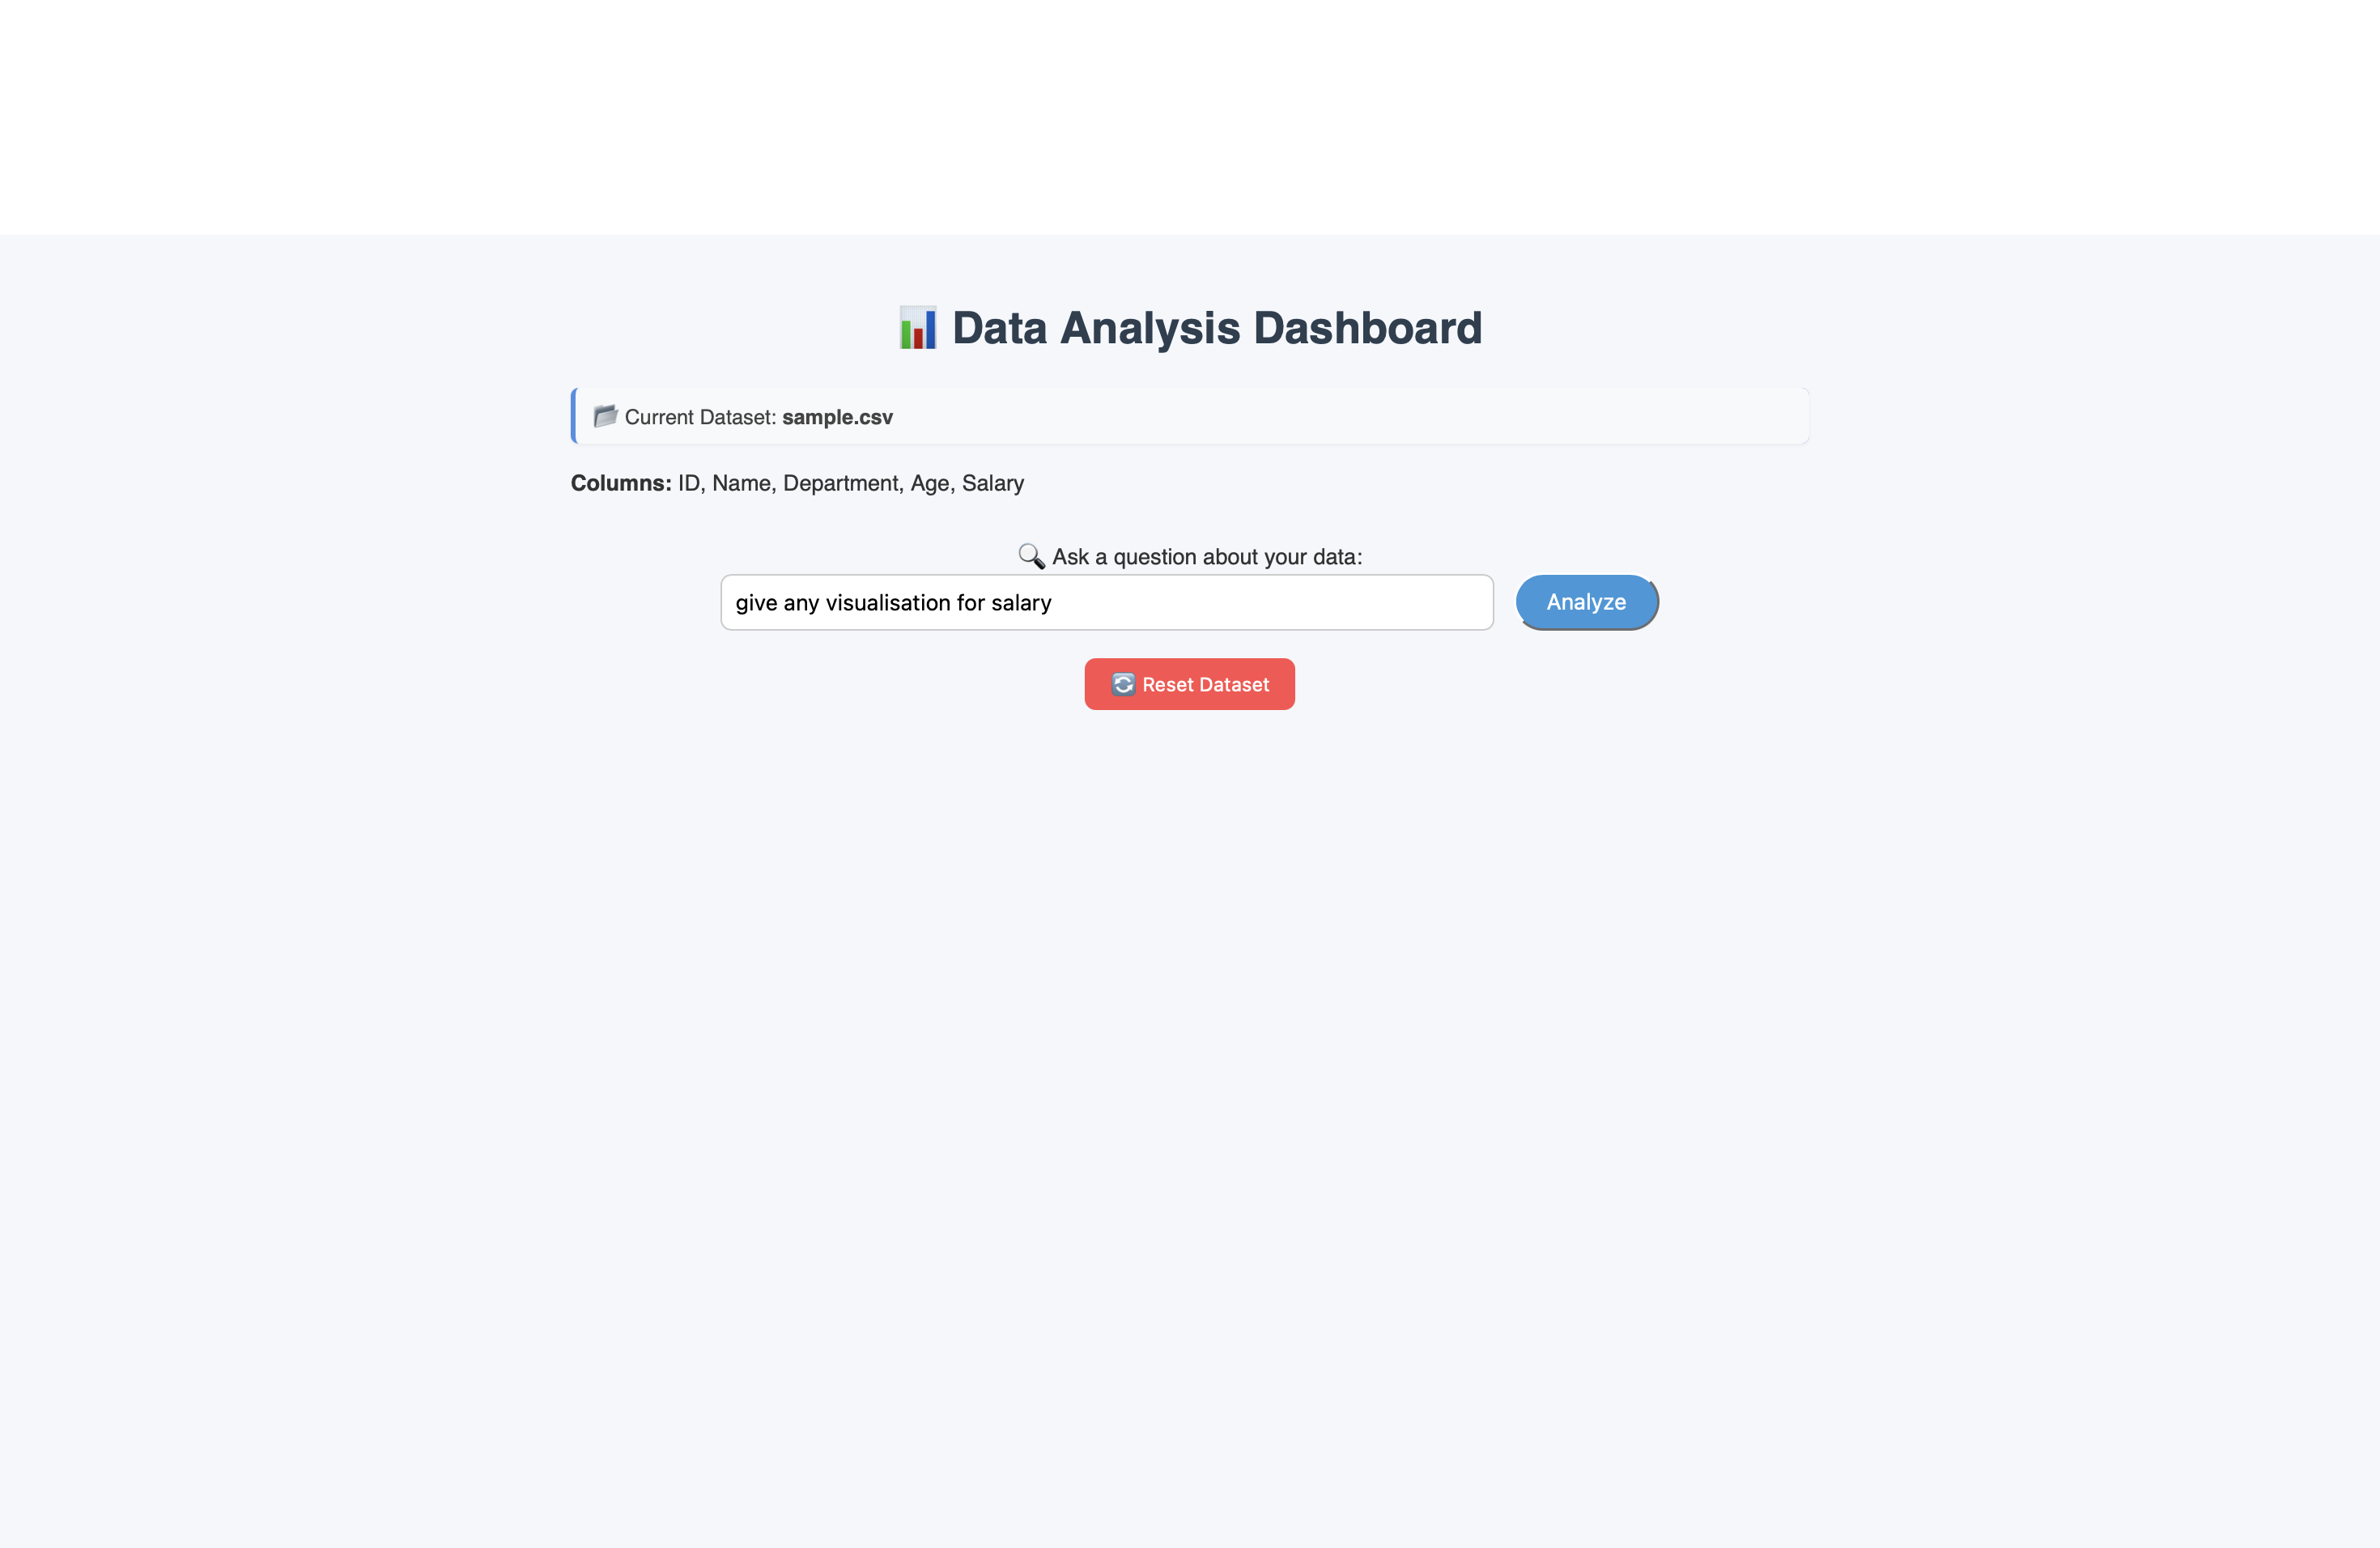 Data Analysis Dashboard
Current Dataset: sample.csv
Columns: ID, Name, Department, Age, Salary
Ask a question about your data:
give any visualisation for salary
Analyze
Reset Dataset